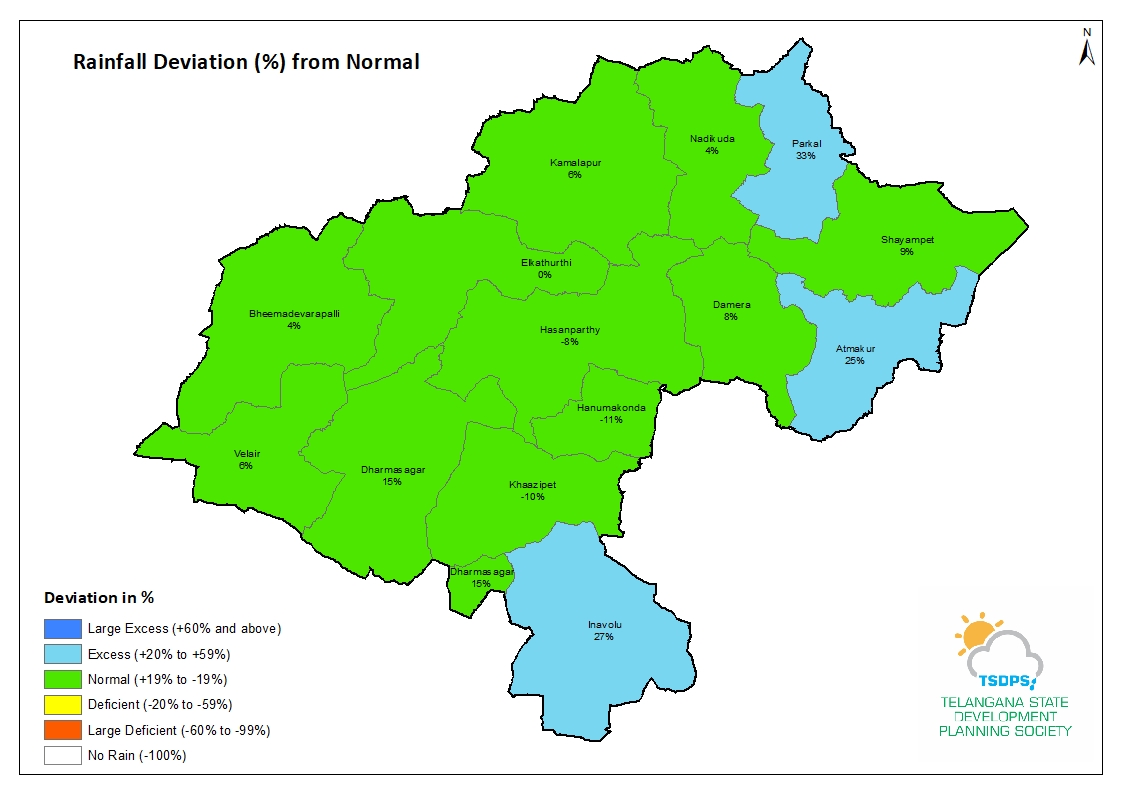 Rainfall Deviation (%) from Normal
N
Nadikuda
4%
Parkal
33%
Kamalapur
6%
Shayampet
9%
Elkathurthi
0%
Bheemadevarapalli
4%
Damera
8%
Hasanparthy
-8%
Atmakur
25%
Hanumakonda
-11%
Velair
6%
Dharmasagar
15%
Khaazipet
-10%
Dharmasagar
15%
Inavolu
27%
Deviation in %
Large Excess (+60% and above)
Excess (+20% to +59%)
Normal (+19% to -19%)
Deficient (-20% to -59%)
Large Deficient (-60% to -99%)
No Rain (-100%)
TSDPS
TELANGANA STATE
DEVELOPMENT
PLANNING SOCIETY